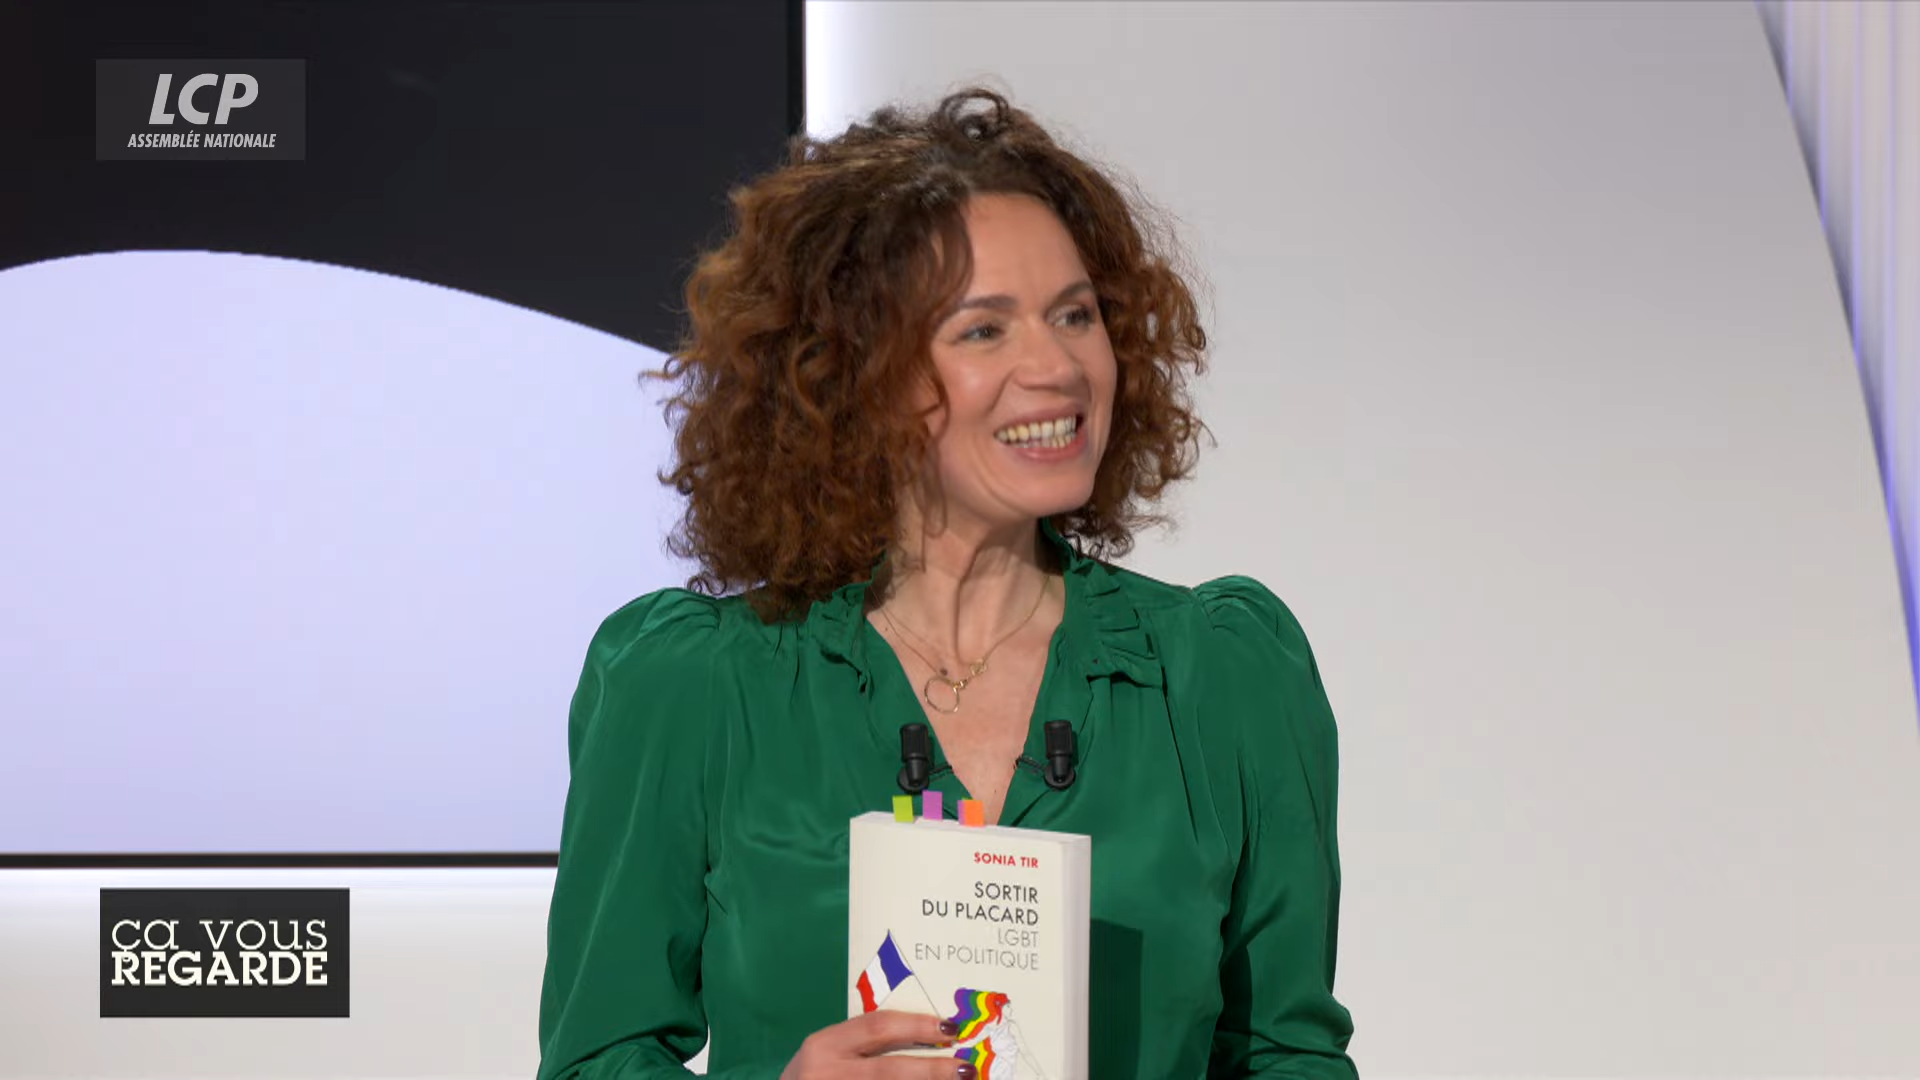 LCP
ASSEMBLÉE NATIONALE
SONIA TIR
SORTIR
DU PLACARD
LGBT
EN POLITIQUE
ça vous
REGARDE